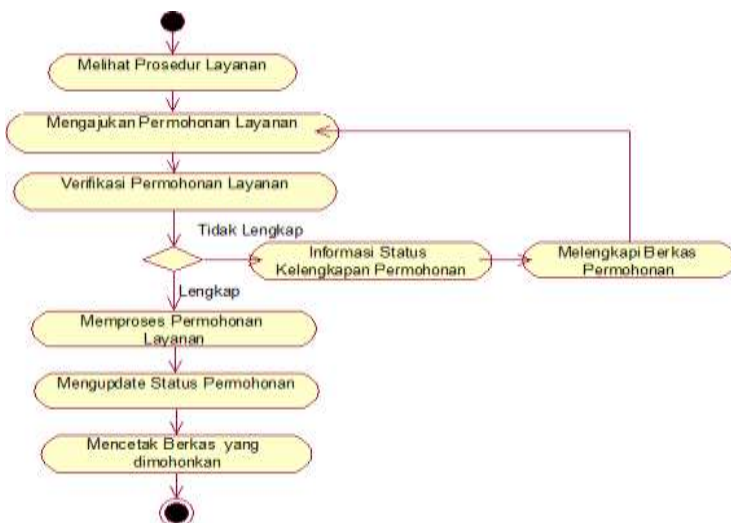 Melihat Prosedur Layanan
Mengajukan Permohonan Layanan
Verifikasi Permohonan Layanan
Tidak Lengkap
Informasi Status
Kelengkapan Permohonan
Melengkapi Berkas
Permohonan
Lengkap
Memproses Permohonan
Layanan
Mengupdate Status Permohonan
Mencetak Berkas yang
dimohonkan